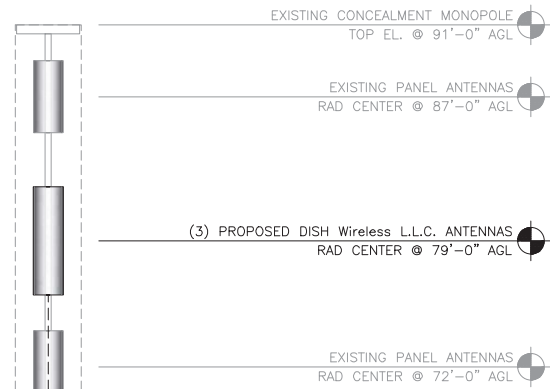 EXISTING CONCEALMENT MONOPOLE
TOP EL. @ 91'-0" AGL
EXISTING PANEL ANTENNAS
RAD CENTER @ 87'-0" AGL
(3) PROPOSED DISH Wireless L.L.C. ANTENNAS
RAD CENTER @ 79'-0" AGL
EXISTING PANEL ANTENNAS
RAD CENTER @ 72'-0" AGL